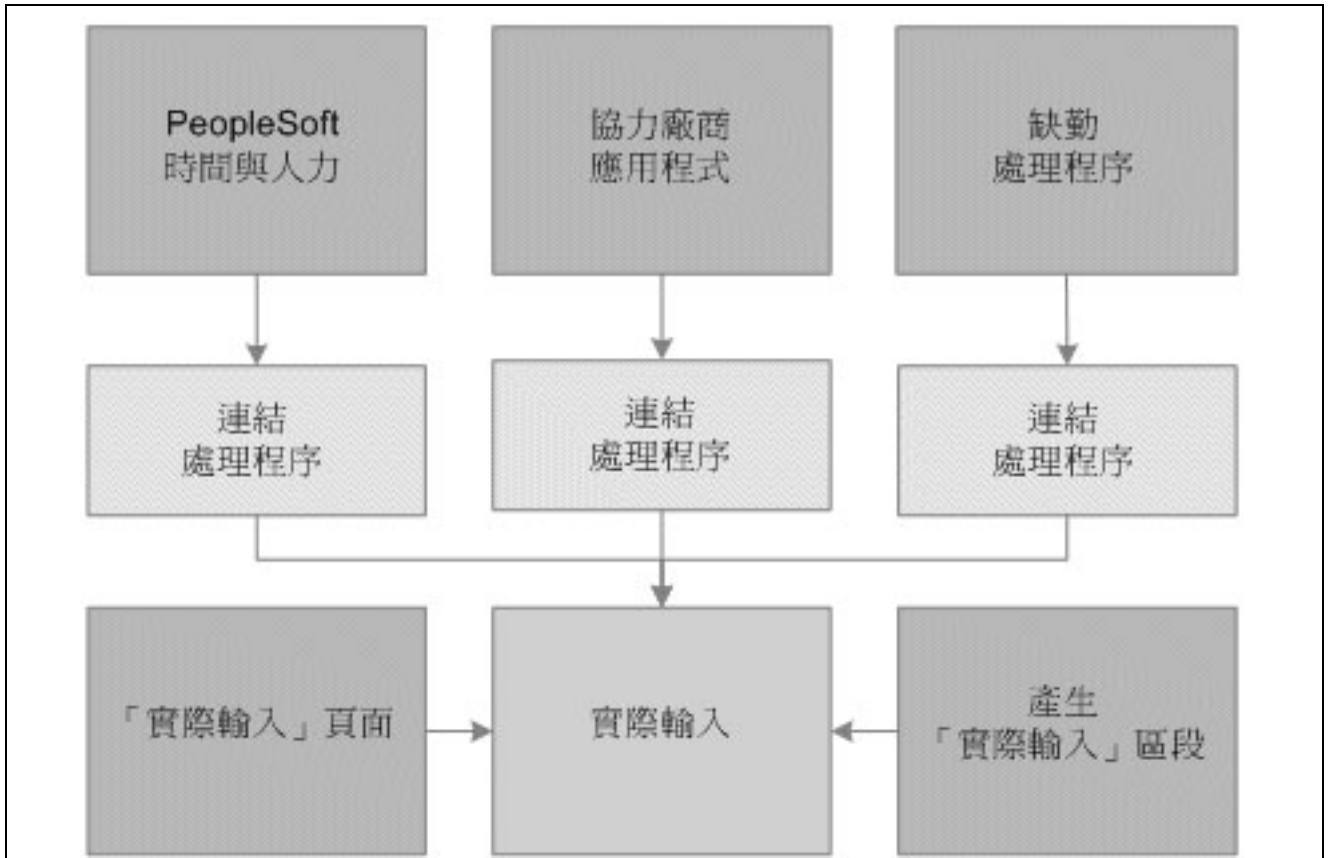 PeopleSoft
時間與人力
協力廠商
應用程式
缺勤
處理程序
連結
處理程序
連結
處理程序
連結
處理程序
「實際輸入」頁面
實際輸入
產生
「實際輸入」區段